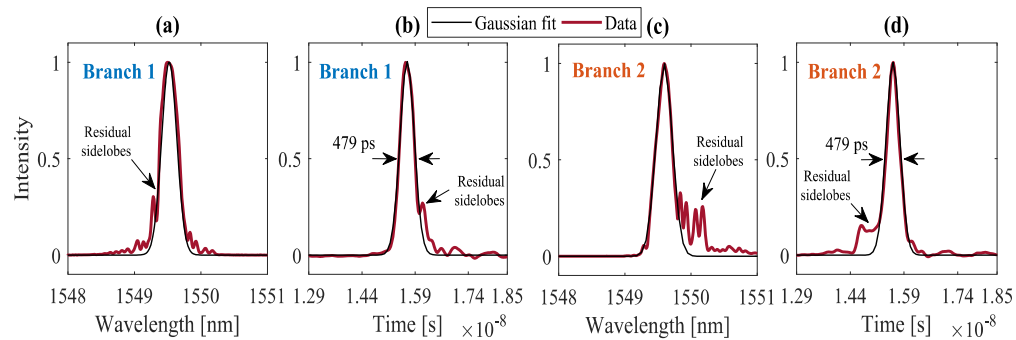 (a)
(b)
Gaussian fit
Data
(c)
(d)
Intensity
1
0.5
0
Branch 1
Residual
sidelobes
1548
1549
1550
1551
Wavelength [nm]
1
0.5
0
Branch 1
479 ps
Residual
sidelobes
1.29
1.44
1.59
1.74
1.85
Time [s]
×10⁻⁸
1
0.5
0
Branch 2
Residual
sidelobes
1548
1549
1550
1551
Wavelength [nm]
1
0.5
0
Branch 2
479 ps
Residual
sidelobes
1.29
1.44
1.59
1.74
1.85
Time [s]
×10⁻⁸